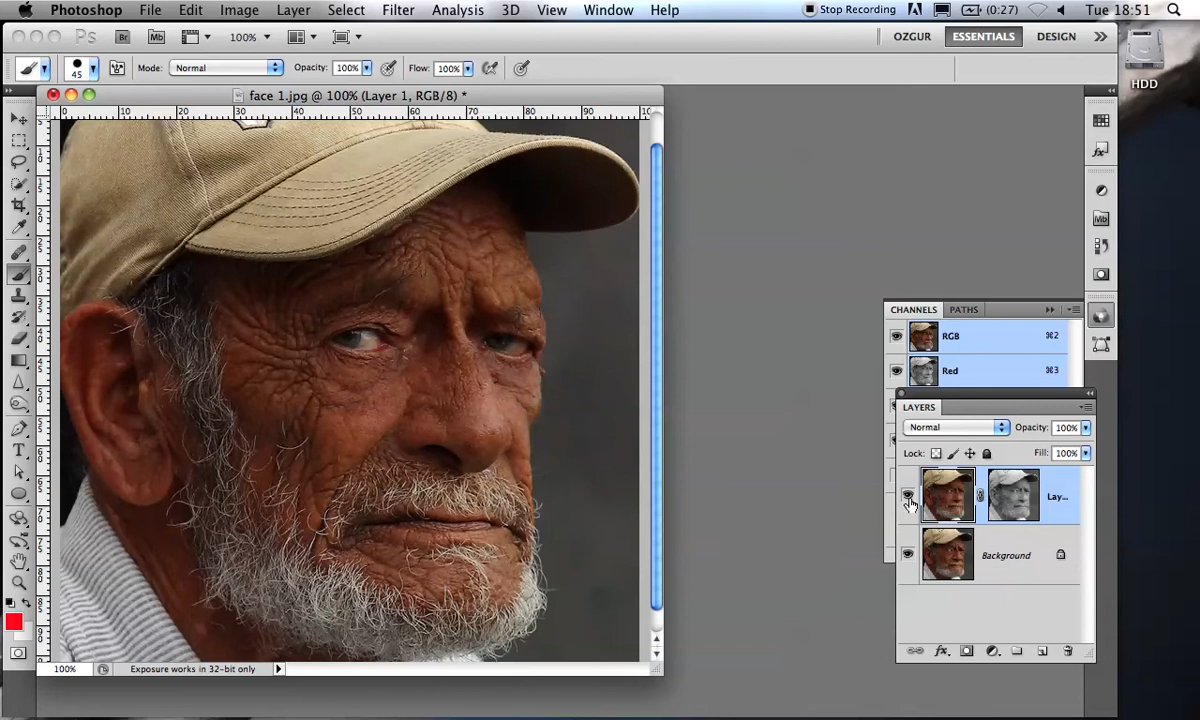 Photoshop File Edit Image Layer Select Filter Analysis 3D View Window Help Stop Recording (0:27) Tue 18:51
Ps Br Mb 100% OZGUR ESSENTIALS DESIGN
45 Mode: Normal Opacity: 100% Flow: 100%
HDD
face 1.jpg @ 100% (Layer 1, RGB/8) *
0 10 20 30 40 50 60 70 80 90 10
CHANNELS PATHS
RGB ⌘2
Red ⌘3
LAYERS
Normal Opacity: 100%
Lock: Fill: 100%
Lay...
Background
100% Exposure works in 32-bit only